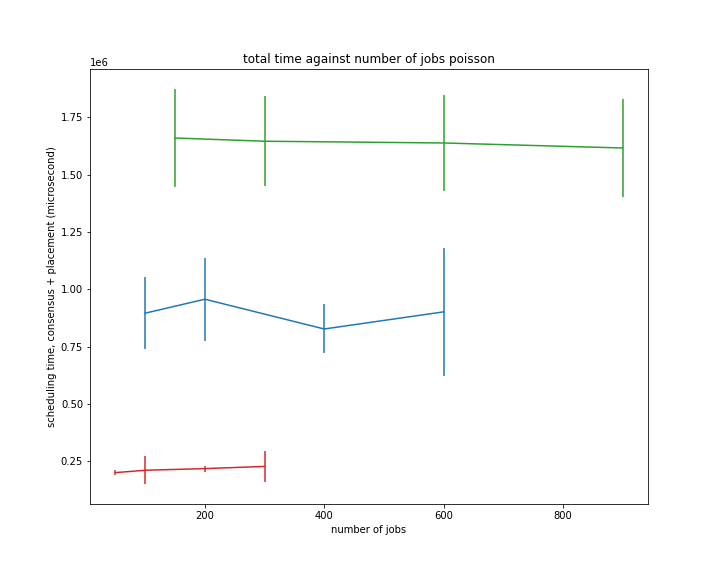 total time against number of jobs poisson
1e6
1.75
1.50
1.25
1.00
0.75
0.50
0.25
scheduling time, consensus + placement (microsecond)
200 400 600 800
number of jobs